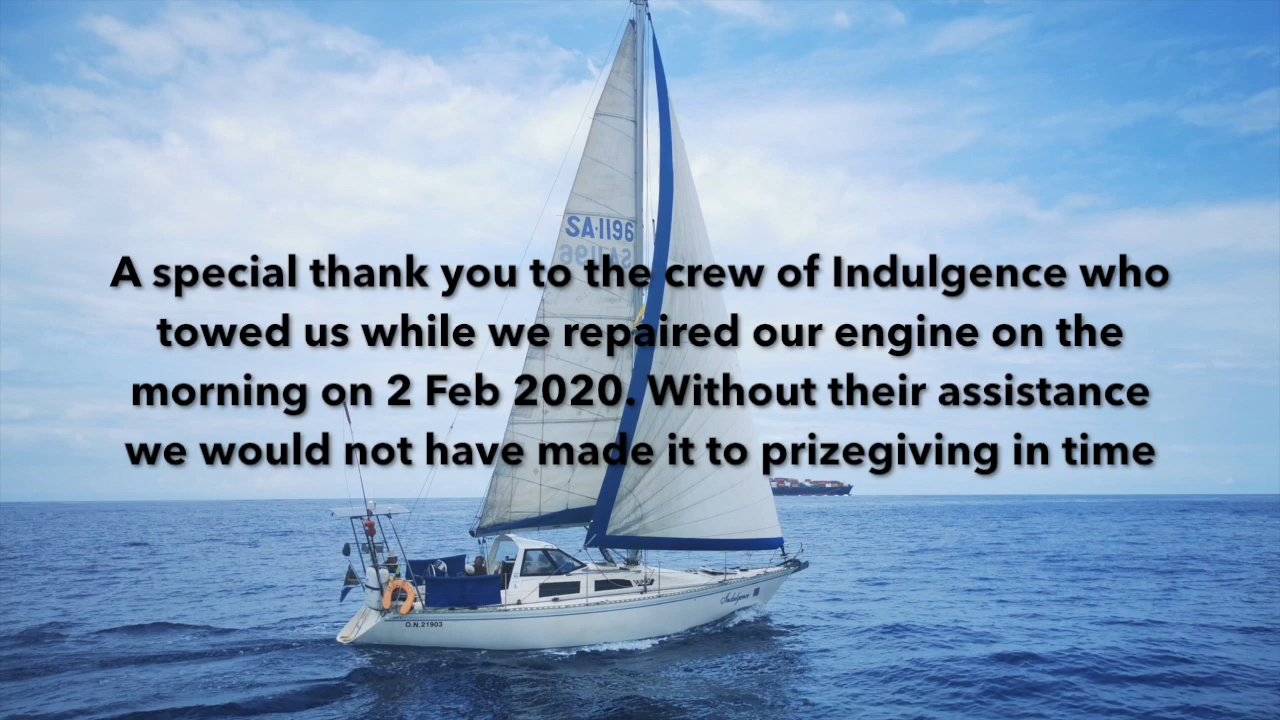 SA·1196
A special thank you to the crew of Indulgence who
towed us while we repaired our engine on the
morning on 2 Feb 2020. Without their assistance
we would not have made it to prizegiving in time
Indulgence
O.N.21903